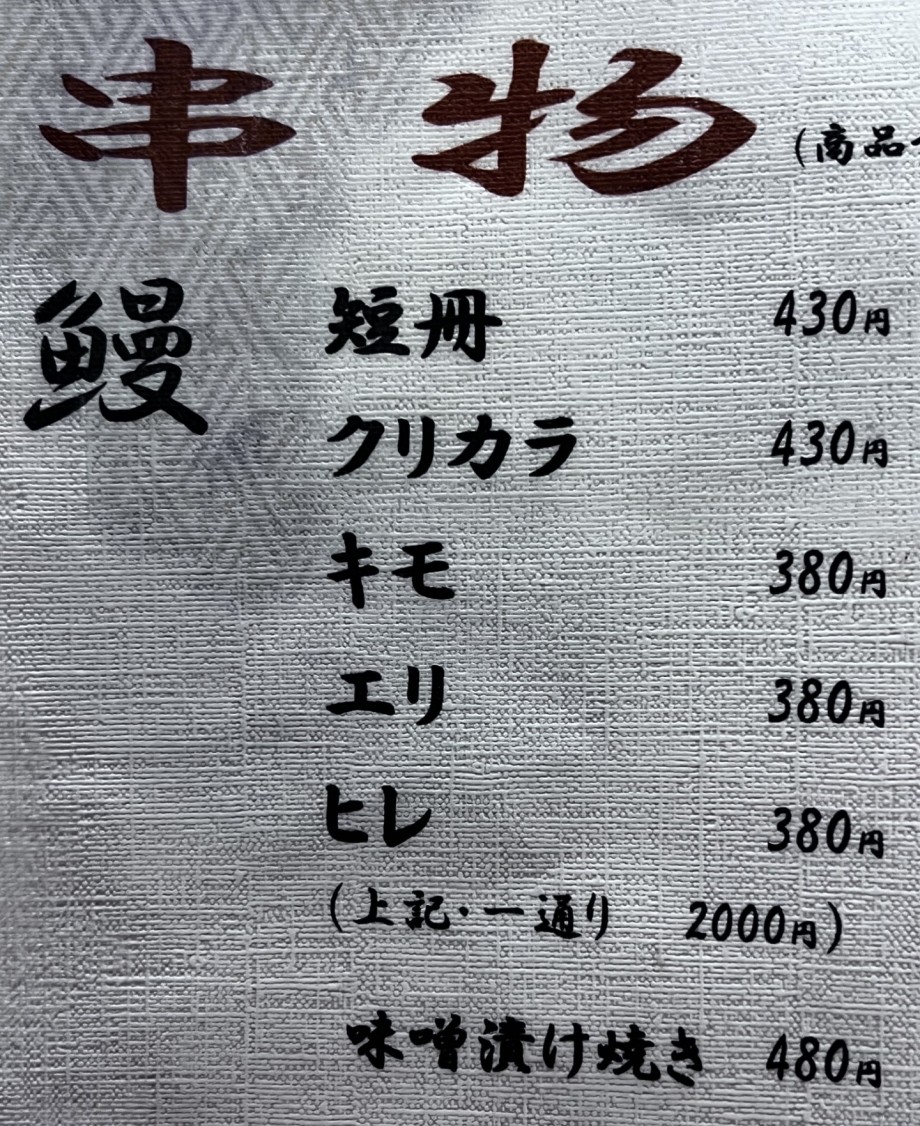 串物 (商品
鰻 短冊 430円
クリカラ 430円
キモ 380円
エリ 380円
ヒレ 380円
(上記・一通り 2000円)
味噌漬け焼き 480円